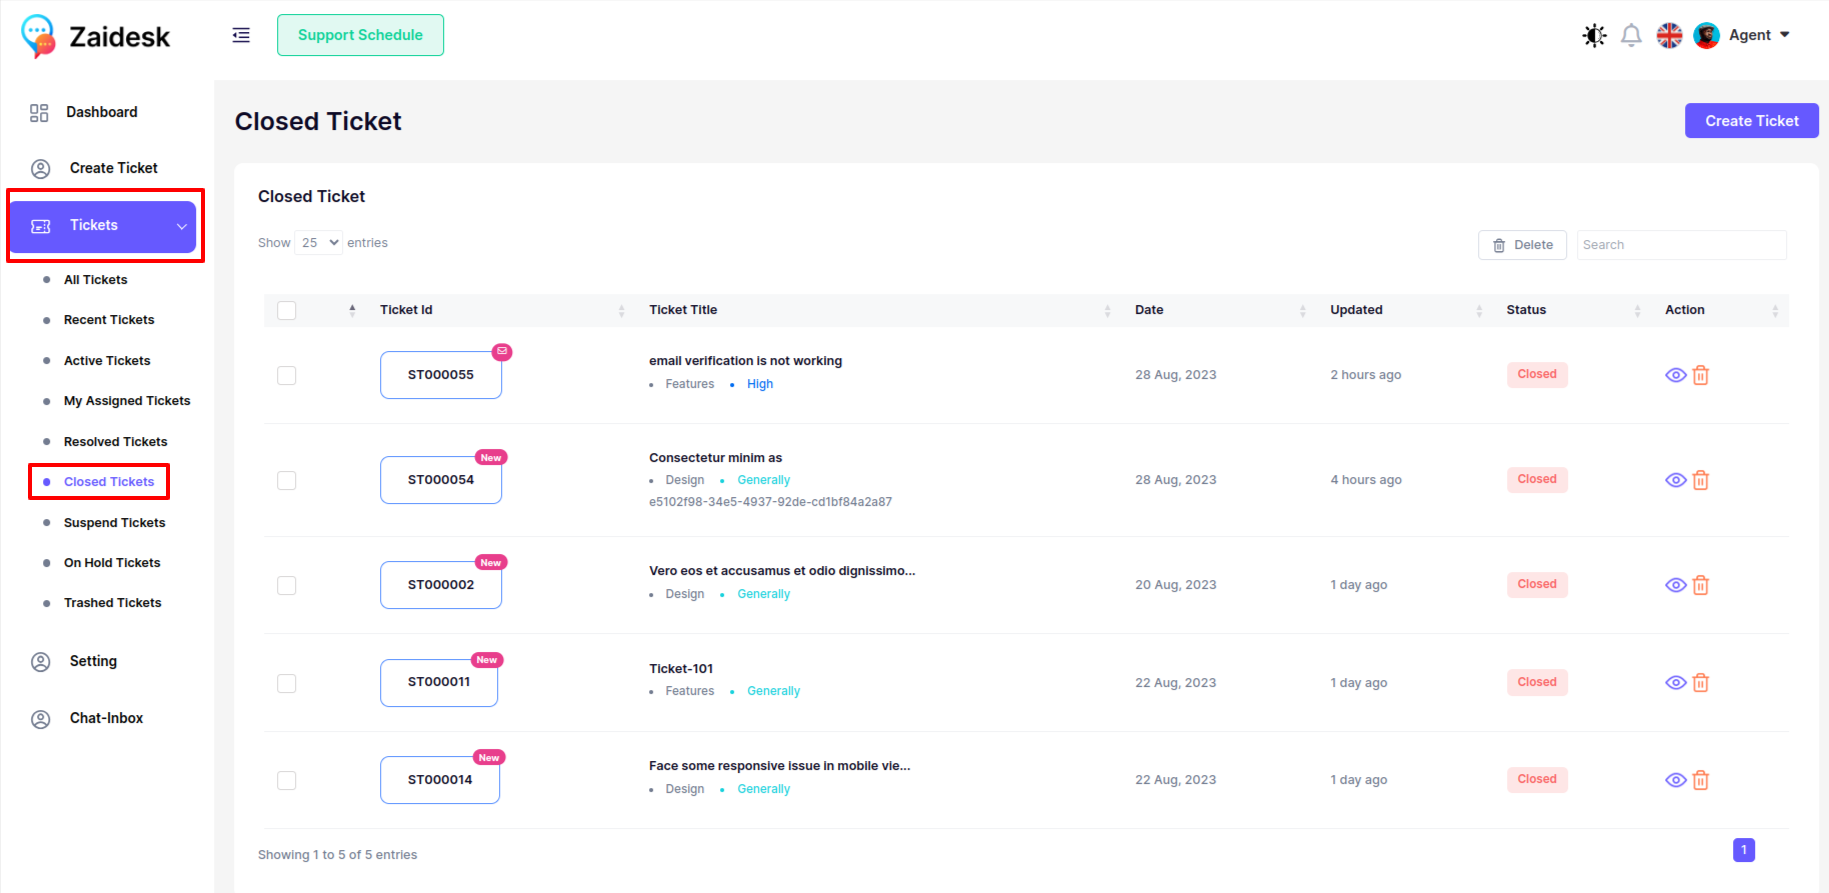 Zaidesk
Support Schedule
Agent
Dashboard
Create Ticket
Tickets
All Tickets
Recent Tickets
Active Tickets
My Assigned Tickets
Resolved Tickets
Closed Tickets
Suspend Tickets
On Hold Tickets
Trashed Tickets
Setting
Chat-Inbox
Closed Ticket
Create Ticket
Closed Ticket
Show 25 entries
Delete
Search
Ticket Id Ticket Title Date Updated Status Action
ST000055
email verification is not working
Features High
28 Aug, 2023
2 hours ago
Closed
New
ST000054
Consectetur minim as
Design Generally
e5102f98-34e5-4937-92de-cd1bf84a2a87
28 Aug, 2023
4 hours ago
Closed
New
ST000002
Vero eos et accusamus et odio dignissimo...
Design Generally
20 Aug, 2023
1 day ago
Closed
New
ST000011
Ticket-101
Features Generally
22 Aug, 2023
1 day ago
Closed
New
ST000014
Face some responsive issue in mobile vie...
Design Generally
22 Aug, 2023
1 day ago
Closed
Showing 1 to 5 of 5 entries
1